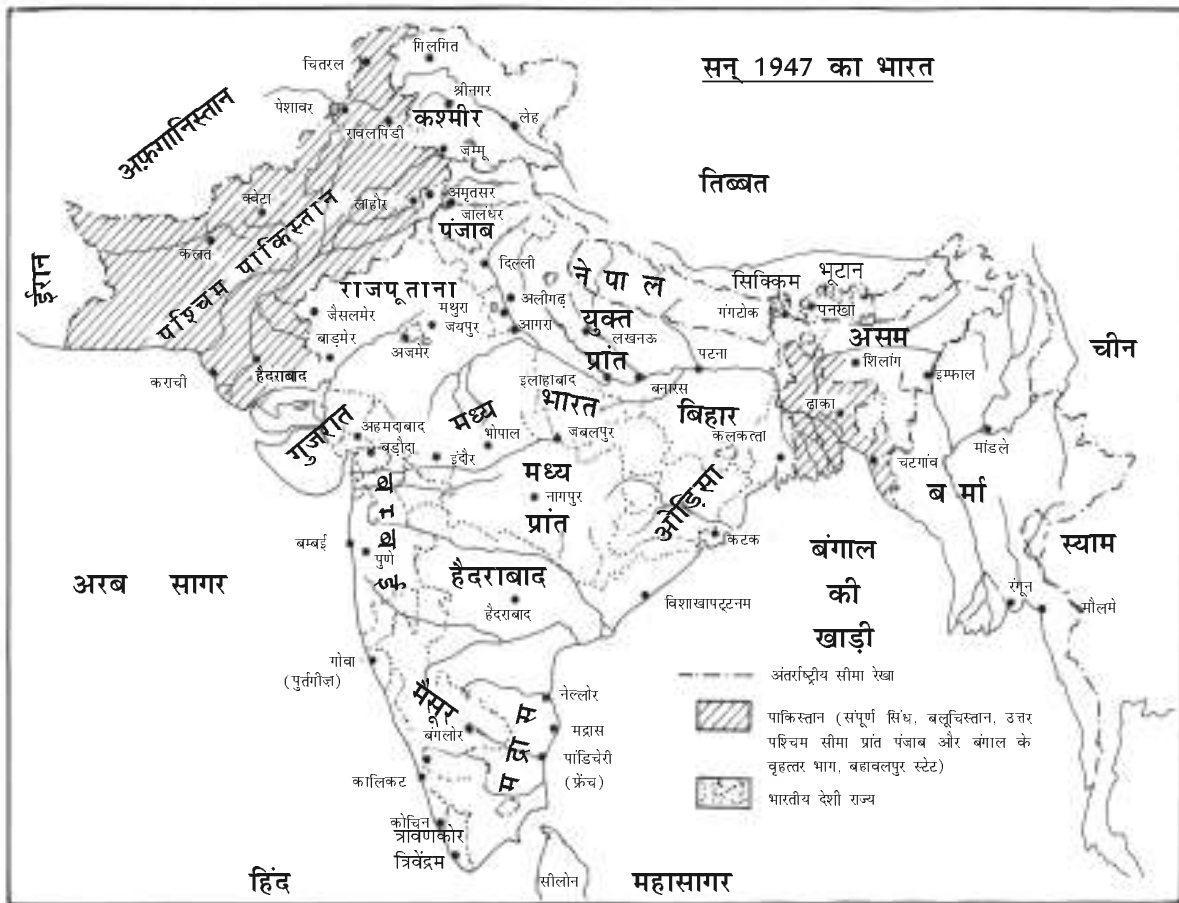 सन् 1947 का भारत
गिलगित
चितरल
श्रीनगर
पेशावर
कश्मीर
लेह
रावलपिंडी
अफ़गानिस्तान
जम्मू
तिब्बत
क्वेटा
लाहौर
अमृतसर
जालंधर
पंजाब
कलत
पश्चिम पाकिस्तान
ईरान
दिल्ली
नेपाल
सिक्किम
भूटान
राजपूताना
अलीगढ़
गंगटोक
पनखा
जैसलमेर
मथुरा
जयपुर
आगरा
युक्त
लखनऊ
असम
बाड़मेर
अजमेर
प्रांत
पटना
शिलांग
चीन
कराची
हैदराबाद
इलाहाबाद
बनारस
इम्फाल
भारत
ढाका
बिहार
गुजरात
अहमदाबाद
मध्य
भोपाल
जबलपुर
कलकत्ता
मांडले
बड़ौदा
इंदौर
चटगांव
मध्य
नागपुर
प्रांत
ओड़िसा
बर्मा
बम्बई
बम्बई
पुणे
कटक
बंगाल
स्याम
अरब सागर
हैदराबाद
हैदराबाद
विशाखापट्टनम
की
रंगून
मौलमे
खाड़ी
गोवा
(पुर्तगीज़)
अंतर्राष्ट्रीय सीमा रेखा
मैसूर
नेल्लोर
पाकिस्तान (संपूर्ण सिंध, बलूचिस्तान, उत्तर
बंगलोर
मद्रास
मद्रास
पश्चिम सीमा प्रांत पंजाब और बंगाल के
पांडिचेरी
वृहत्तर भाग, बहावलपुर स्टेट)
कालिकट
(फ्रेंच)
भारतीय देशी राज्य
कोचिन
त्रावणकोर
त्रिवेंद्रम
हिंद
सीलोन
महासागर